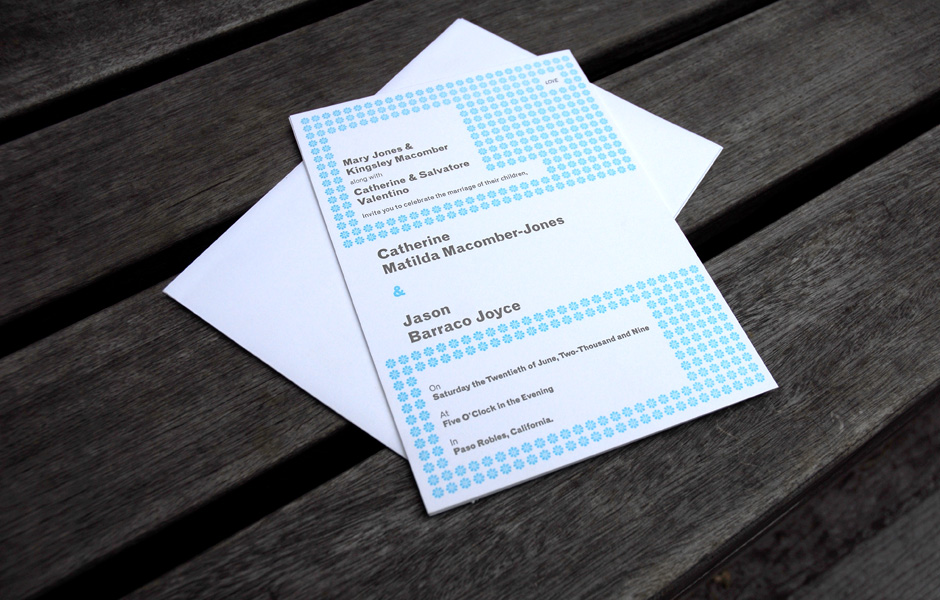 LOVE
Mary Jones &
Kingsley Macomber
along with
Catherine & Salvatore
Valentino
Invite you to celebrate the marriage of their children,
Catherine
Matilda Macomber-Jones
&
Jason
Barraco Joyce
On
Saturday the Twentieth of June, Two-Thousand and Nine
At
Five O'Clock in the Evening
In
Paso Robles, California.